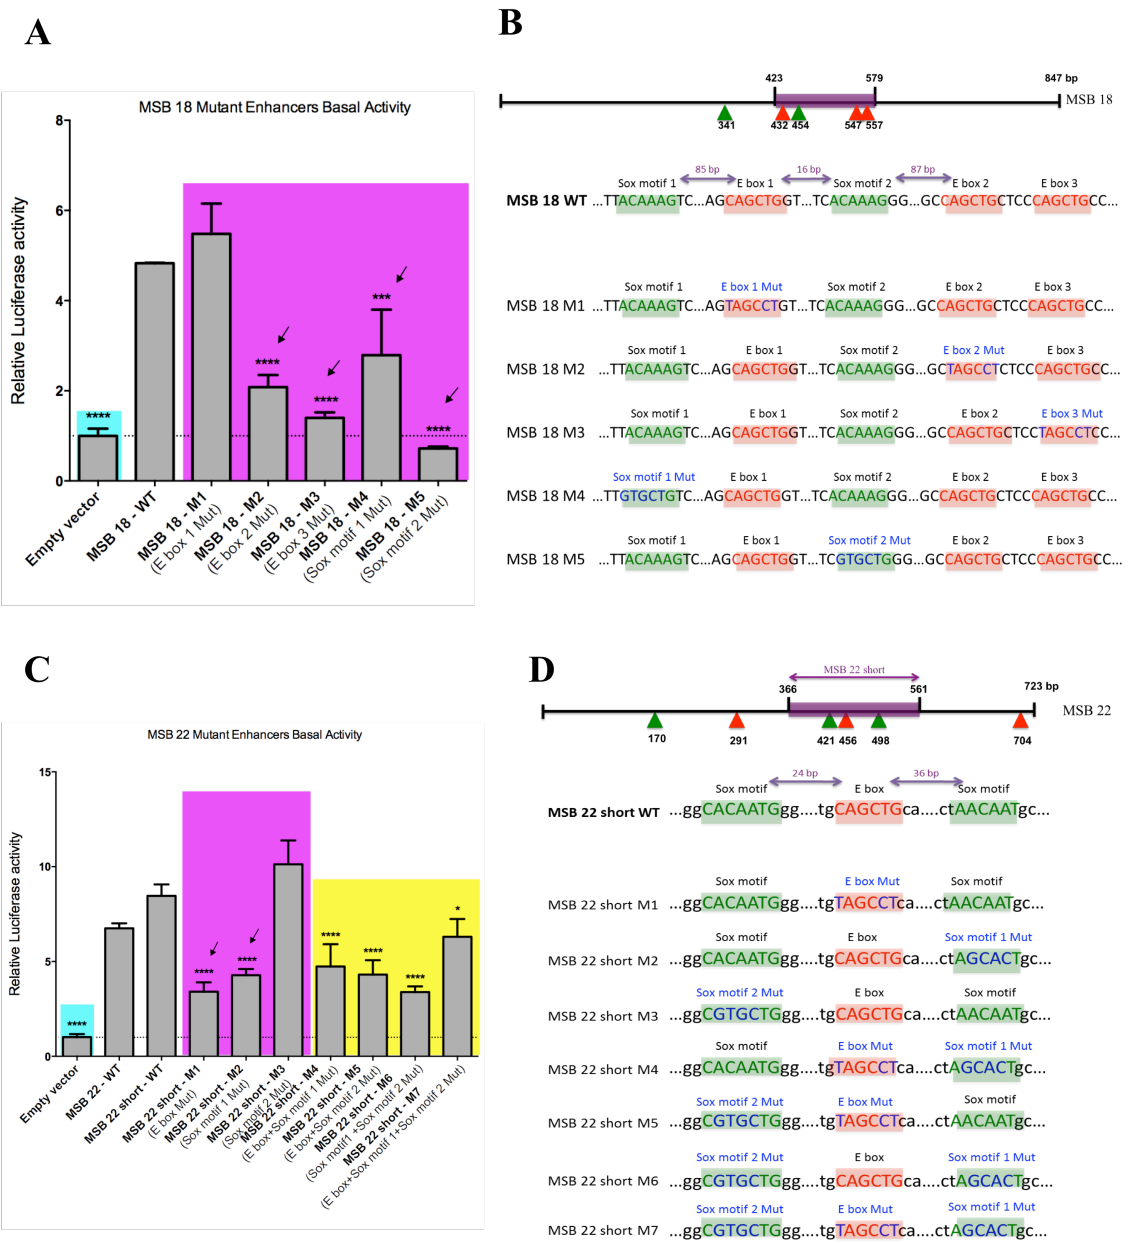 A
MSB 18 Mutant Enhancers Basal Activity
Relative Luciferase activity
8
6
4
2
0
****
****
****
***
****
Empty vector
MSB 18 - WT
MSB 18 - M1
(E box 1 Mut)
MSB 18 - M2
(E box 2 Mut)
MSB 18 - M3
(E box 3 Mut)
MSB 18 - M4
(Sox motif 1 Mut)
MSB 18 - M5
(Sox motif 2 Mut)
B
423 579 847 bp
MSB 18
341 432 454 547 557
85 bp 16 bp 87 bp
Sox motif 1 E box 1 Sox motif 2 E box 2 E box 3
MSB 18 WT ...TTACAAAGTC...AGCAGCTGGT...TCACAAAGGG...GCCAGCTGCTCCCAGCTGCC...
Sox motif 1 E box 1 Mut Sox motif 2 E box 2 E box 3
MSB 18 M1 ...TTACAAAGTC...AGTAGCCTGT...TCACAAAGGG...GCCAGCTGCTCCCAGCTGCC...
Sox motif 1 E box 1 Sox motif 2 E box 2 Mut E box 3
MSB 18 M2 ...TTACAAAGTC...AGCAGCTGGT...TCACAAAGGG...GCTAGCCTCTCCCAGCTGCC...
Sox motif 1 E box 1 Sox motif 2 E box 2 E box 3 Mut
MSB 18 M3 ...TTACAAAGTC...AGCAGCTGGT...TCACAAAGGG...GCCAGCTGCTCCTAGCCTCC...
Sox motif 1 Mut E box 1 Sox motif 2 E box 2 E box 3
MSB 18 M4 ...TTGTGCTGTC...AGCAGCTGGT...TCACAAAGGG...GCCAGCTGCTCCCAGCTGCC...
Sox motif 1 E box 1 Sox motif 2 Mut E box 2 E box 3
MSB 18 M5 ...TTACAAAGTC...AGCAGCTGGT...TCGTGCTGGG...GCCAGCTGCTCCCAGCTGCC...
C
MSB 22 Mutant Enhancers Basal Activity
Relative Luciferase activity
15
10
5
0
****
****
****
****
****
****
*
Empty vector
MSB 22 - WT
MSB 22 short - WT
MSB 22 short - M1
(E box Mut)
MSB 22 short - M2
(Sox motif 1 Mut)
MSB 22 short - M3
(Sox motif 2 Mut)
MSB 22 short - M4
(E box+Sox motif 1 Mut)
MSB 22 short - M5
(E box+Sox motif 2 Mut)
MSB 22 short - M6
(Sox motif1 +Sox motif 2 Mut)
MSB 22 short - M7
(E box+Sox motif 1+Sox motif 2 Mut)
D
MSB 22 short
366 561 723 bp
MSB 22
170 291 421 456 498 704
24 bp 36 bp
Sox motif E box Sox motif
MSB 22 short WT ...ggCACAATGgg....tgCAGCTGca....ctAACAATgc...
Sox motif E box Mut Sox motif
MSB 22 short M1 ...ggCACAATGgg....tgTAGCCTca....ctAACAATgc...
Sox motif E box Sox motif 1 Mut
MSB 22 short M2 ...ggCACAATGgg....tgCAGCTGca....ctAGCACTgc...
Sox motif 2 Mut E box Sox motif
MSB 22 short M3 ...ggCGTGCTGgg....tgCAGCTGca....ctAACAATgc...
Sox motif E box Mut Sox motif 1 Mut
MSB 22 short M4 ...ggCACAATGgg....tgTAGCCTca....ctAGCACTgc...
Sox motif 2 Mut E box Mut Sox motif
MSB 22 short M5 ...ggCGTGCTGgg....tgTAGCCTca....ctAACAATgc...
Sox motif 2 Mut E box Sox motif 1 Mut
MSB 22 short M6 ...ggCGTGCTGgg....tgCAGCTGca....ctAGCACTgc...
Sox motif 2 Mut E box Mut Sox motif 1 Mut
MSB 22 short M7 ...ggCGTGCTGgg....tgTAGCCTca....ctAGCACTgc...